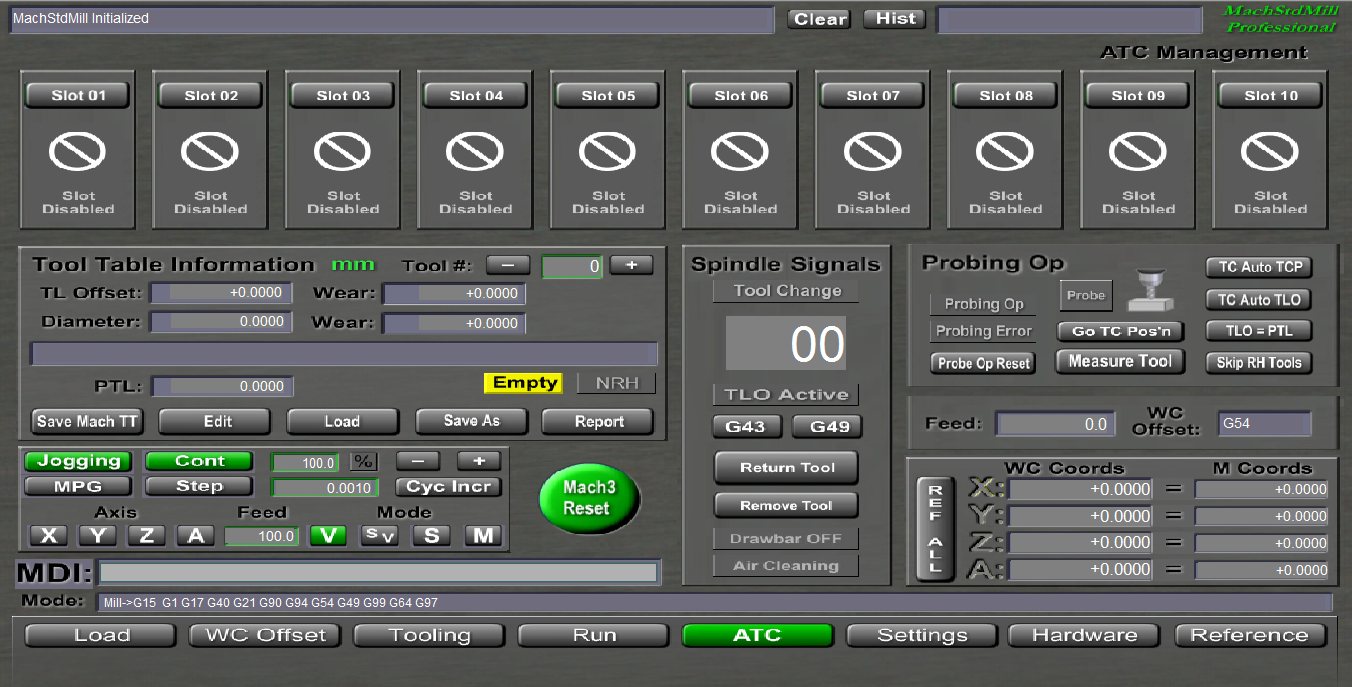 MachStdMill Initialized
Clear
Hist
MachStdMill
Professional
ATC Management
Slot 01
Slot 02
Slot 03
Slot 04
Slot 05
Slot 06
Slot 07
Slot 08
Slot 09
Slot 10
Slot
Disabled
Slot
Disabled
Slot
Disabled
Slot
Disabled
Slot
Disabled
Slot
Disabled
Slot
Disabled
Slot
Disabled
Slot
Disabled
Slot
Disabled
Tool Table Information mm Tool #: − 0 +
TL Offset: +0.0000 Wear: +0.0000
Diameter: 0.0000 Wear: +0.0000
PTL: 0.0000 Empty NRH
Save Mach TT Edit Load Save As Report
Jogging Cont 100.0 % − +
MPG Step 0.0010 Cyc Incr
Axis Feed Mode
X Y Z A 100.0 V S V S M
Mach3
Reset
Spindle Signals
Tool Change
00
TLO Active
G43 G49
Return Tool
Remove Tool
Drawbar OFF
Air Cleaning
Probing Op
Probing Op
Probing Error
Probe Op Reset
Probe
Go TC Pos'n
Measure Tool
TC Auto TCP
TC Auto TLO
TLO = PTL
Skip RH Tools
Feed: 0.0
WC
Offset:
G54
REF ALL
WC Coords M Coords
X: +0.0000 = +0.0000
Y: +0.0000 = +0.0000
Z: +0.0000 = +0.0000
A: +0.0000 = +0.0000
MDI:
Mode: Mill->G15 G1 G17 G40 G21 G90 G94 G54 G49 G99 G64 G97
Load WC Offset Tooling Run ATC Settings Hardware Reference